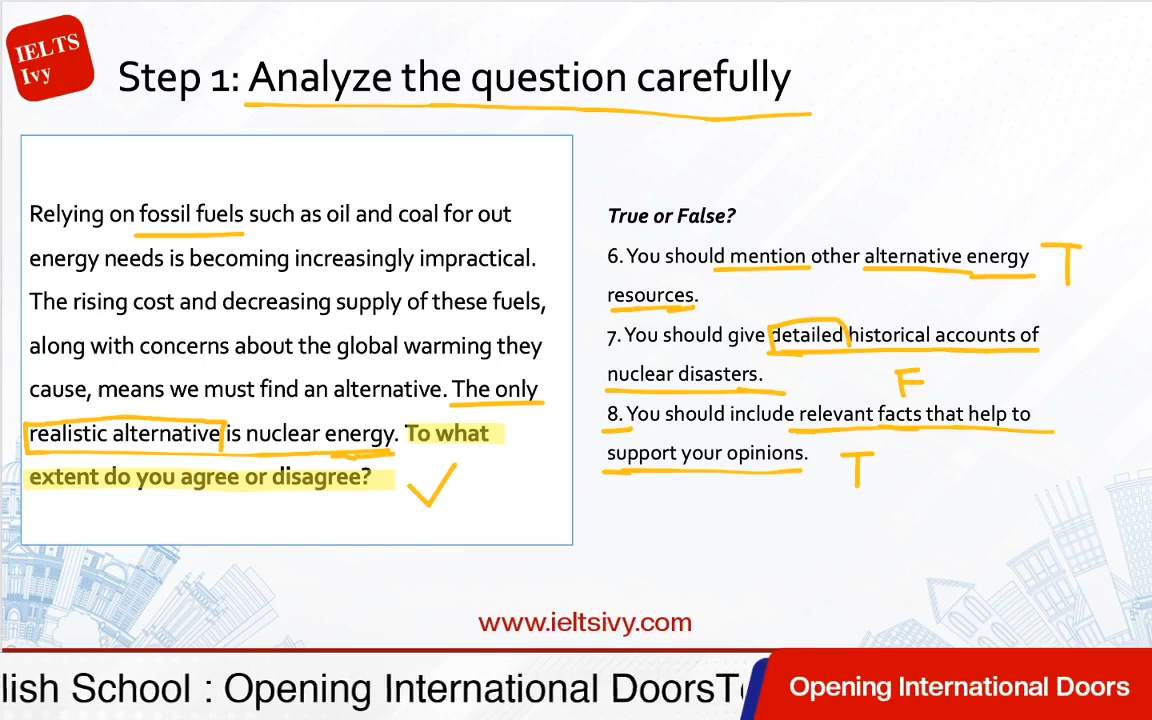 IELTS
Ivy
Step 1: Analyze the question carefully
Relying on fossil fuels such as oil and coal for out
energy needs is becoming increasingly impractical.
The rising cost and decreasing supply of these fuels,
along with concerns about the global warming they
cause, means we must find an alternative. The only
realistic alternative is nuclear energy. To what
extent do you agree or disagree?
True or False?
6. You should mention other alternative energy T
resources.
7. You should give detailed historical accounts of
nuclear disasters. F
8. You should include relevant facts that help to
support your opinions. T
www.ieltsivy.com
lish School : Opening International DoorsT
Opening International Doors